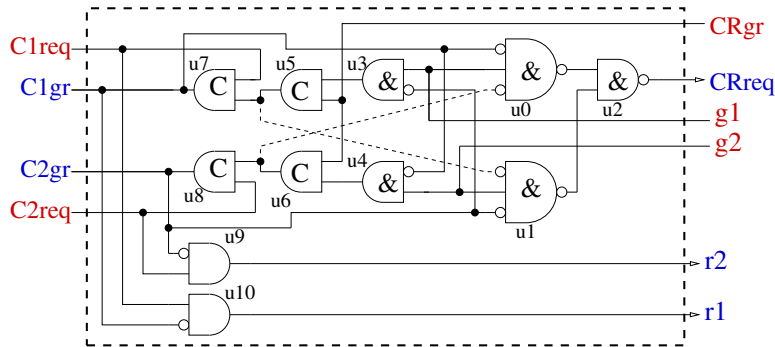 CRgr
C1req
u7
u5
u3
C
C
&
&
&
C1gr
CRreq
u0
u2
g1
g2
C2gr
C
C
u4
&
&
u8
u6
C2req
u9
u1
r2
u10
r1